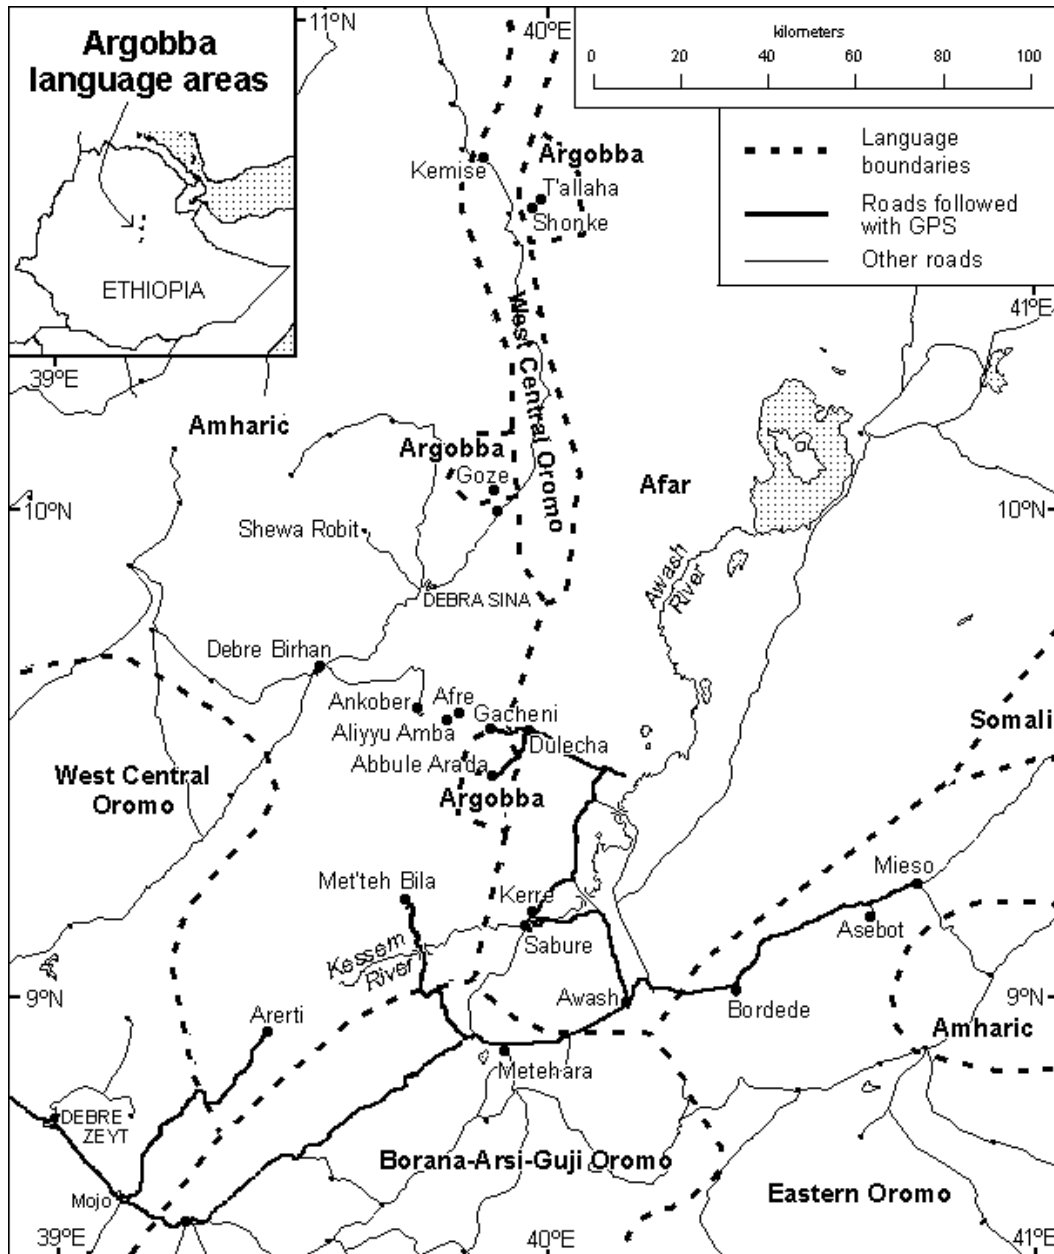 Argobba
language areas
ETHIOPIA
11ºN
40ºE
kilometers
0 20 40 60 80 100
Language
boundaries
Roads followed
with GPS
Other roads
Kemise
Argobba
T'allaha
Shonke
West Central Oromo
41ºE
39ºE
Amharic
Argobba
Goze
Afar
10ºN
10ºN
Shewa Robit
Awash
River
DEBRA SINA
Debre Birhan
Ankober
Afre
Aliyyu Amba
Gacheni
Dulecha
Abbule Arada
Argobba
Somali
West Central
Oromo
Met'teh Bila
Kerre
Mieso
Asebot
Sabure
Kessem
River
9ºN
Awash
Bordede
9ºN
Arerti
Amharic
Metehara
DEBRE
ZEYT
Borana-Arsi-Guji Oromo
Eastern Oromo
Mojo
39ºE
40ºE
41ºE